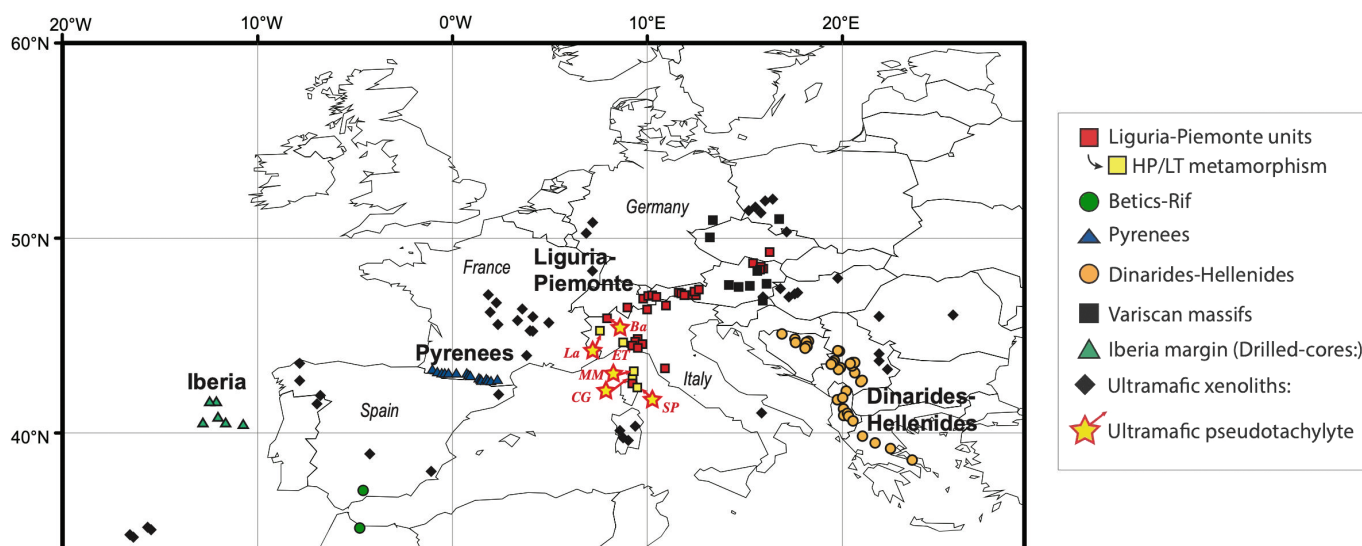 20°W
10°W
0°W
10°E
20°E
60°N
50°N
40°N
Germany
France
Liguria-
Piemonte
Pyrenees
Iberia
Spain
Italy
Dinarides-
Hellenides
Ba
La
ET
MM
CG
SP
Liguria-Piemonte units
HP/LT metamorphism
Betics-Rif
Pyrenees
Dinarides-Hellenides
Variscan massifs
Iberia margin (Drilled-cores:)
Ultramafic xenoliths:
Ultramafic pseudotachylyte